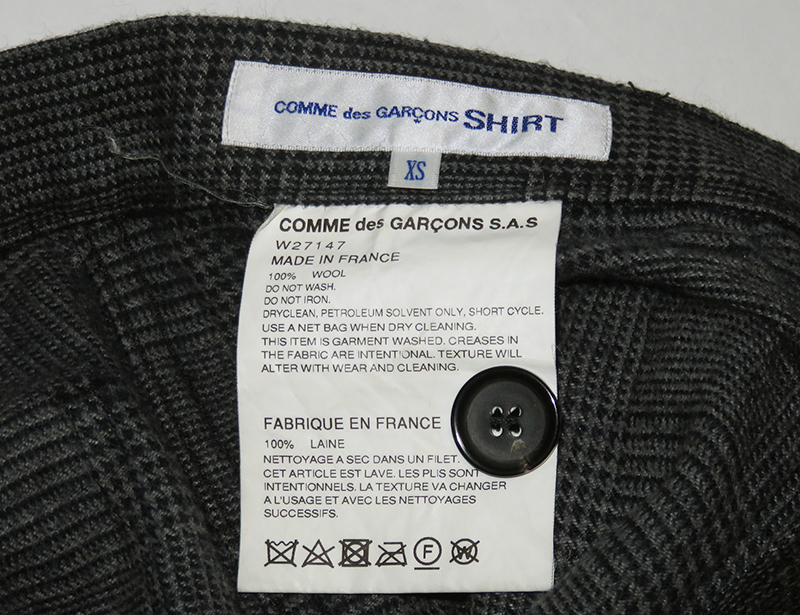 COMME des GARÇONS SHIRT
XS
COMME des GARÇONS S.A.S
W27147
MADE IN FRANCE
100% WOOL
DO NOT WASH.
DO NOT IRON.
DRYCLEAN, PETROLEUM SOLVENT ONLY, SHORT CYCLE.
USE A NET BAG WHEN DRY CLEANING.
THIS ITEM IS GARMENT WASHED. CREASES IN
THE FABRIC ARE INTENTIONAL. TEXTURE WILL
ALTER WITH WEAR AND CLEANING.
FABRIQUE EN FRANCE
100% LAINE
NETTOYAGE A SEC DANS UN FILET.
CET ARTICLE EST LAVE. LES PLIS SONT
INTENTIONNELS. LA TEXTURE VA CHANGER
A L'USAGE ET AVEC LES NETTOYAGES
SUCCESSIFS.
F W